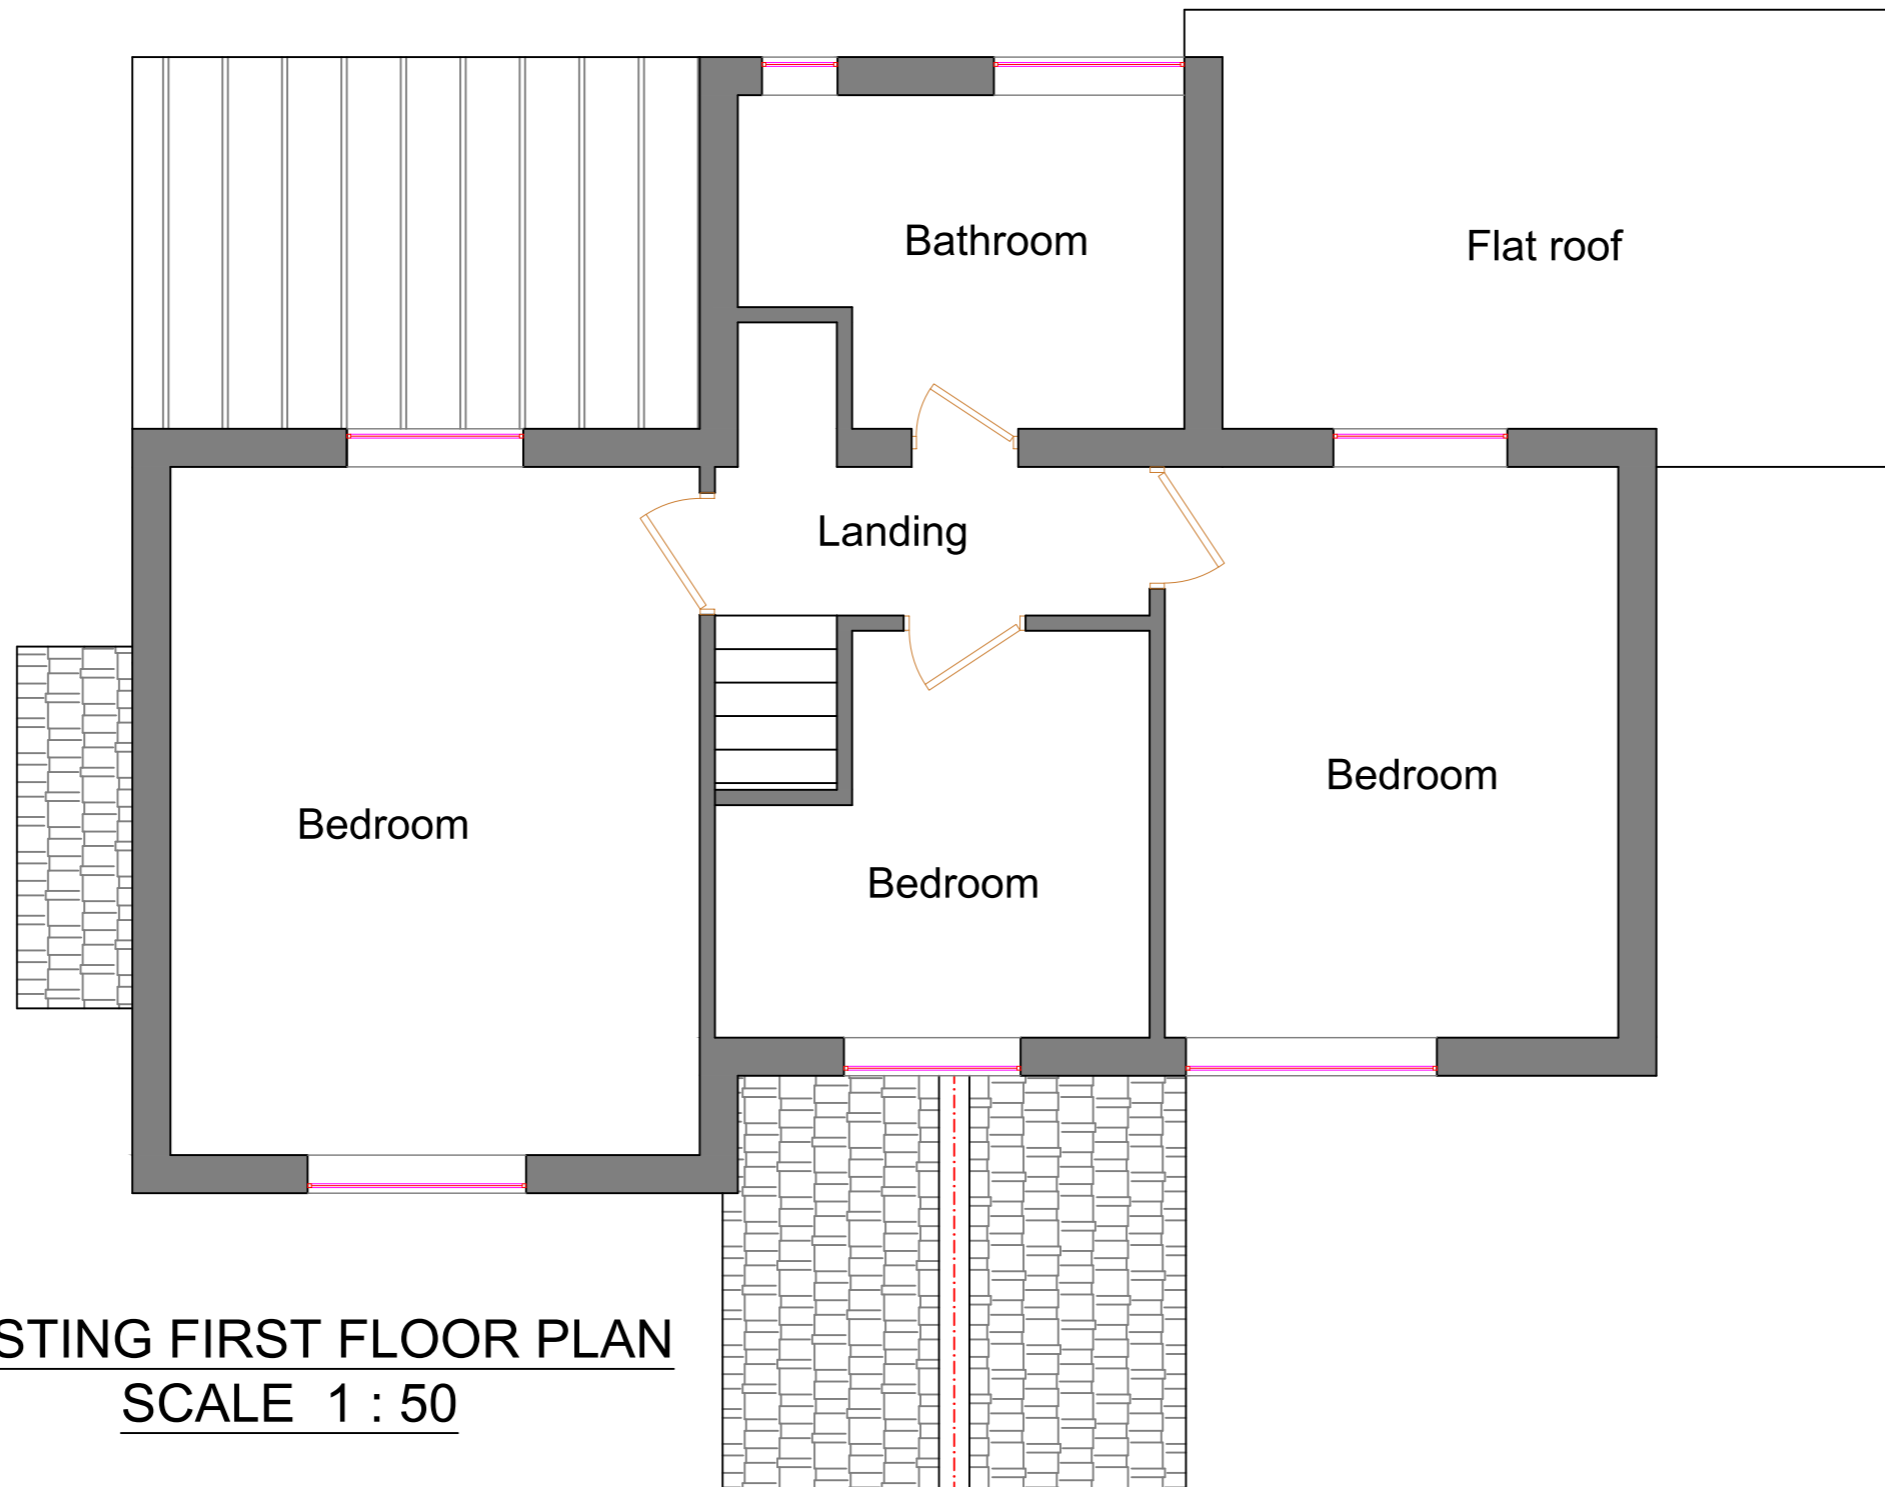 Bathroom
Flat roof
Landing
Bedroom
Bedroom
Bedroom
STING FIRST FLOOR PLAN
SCALE 1 : 50